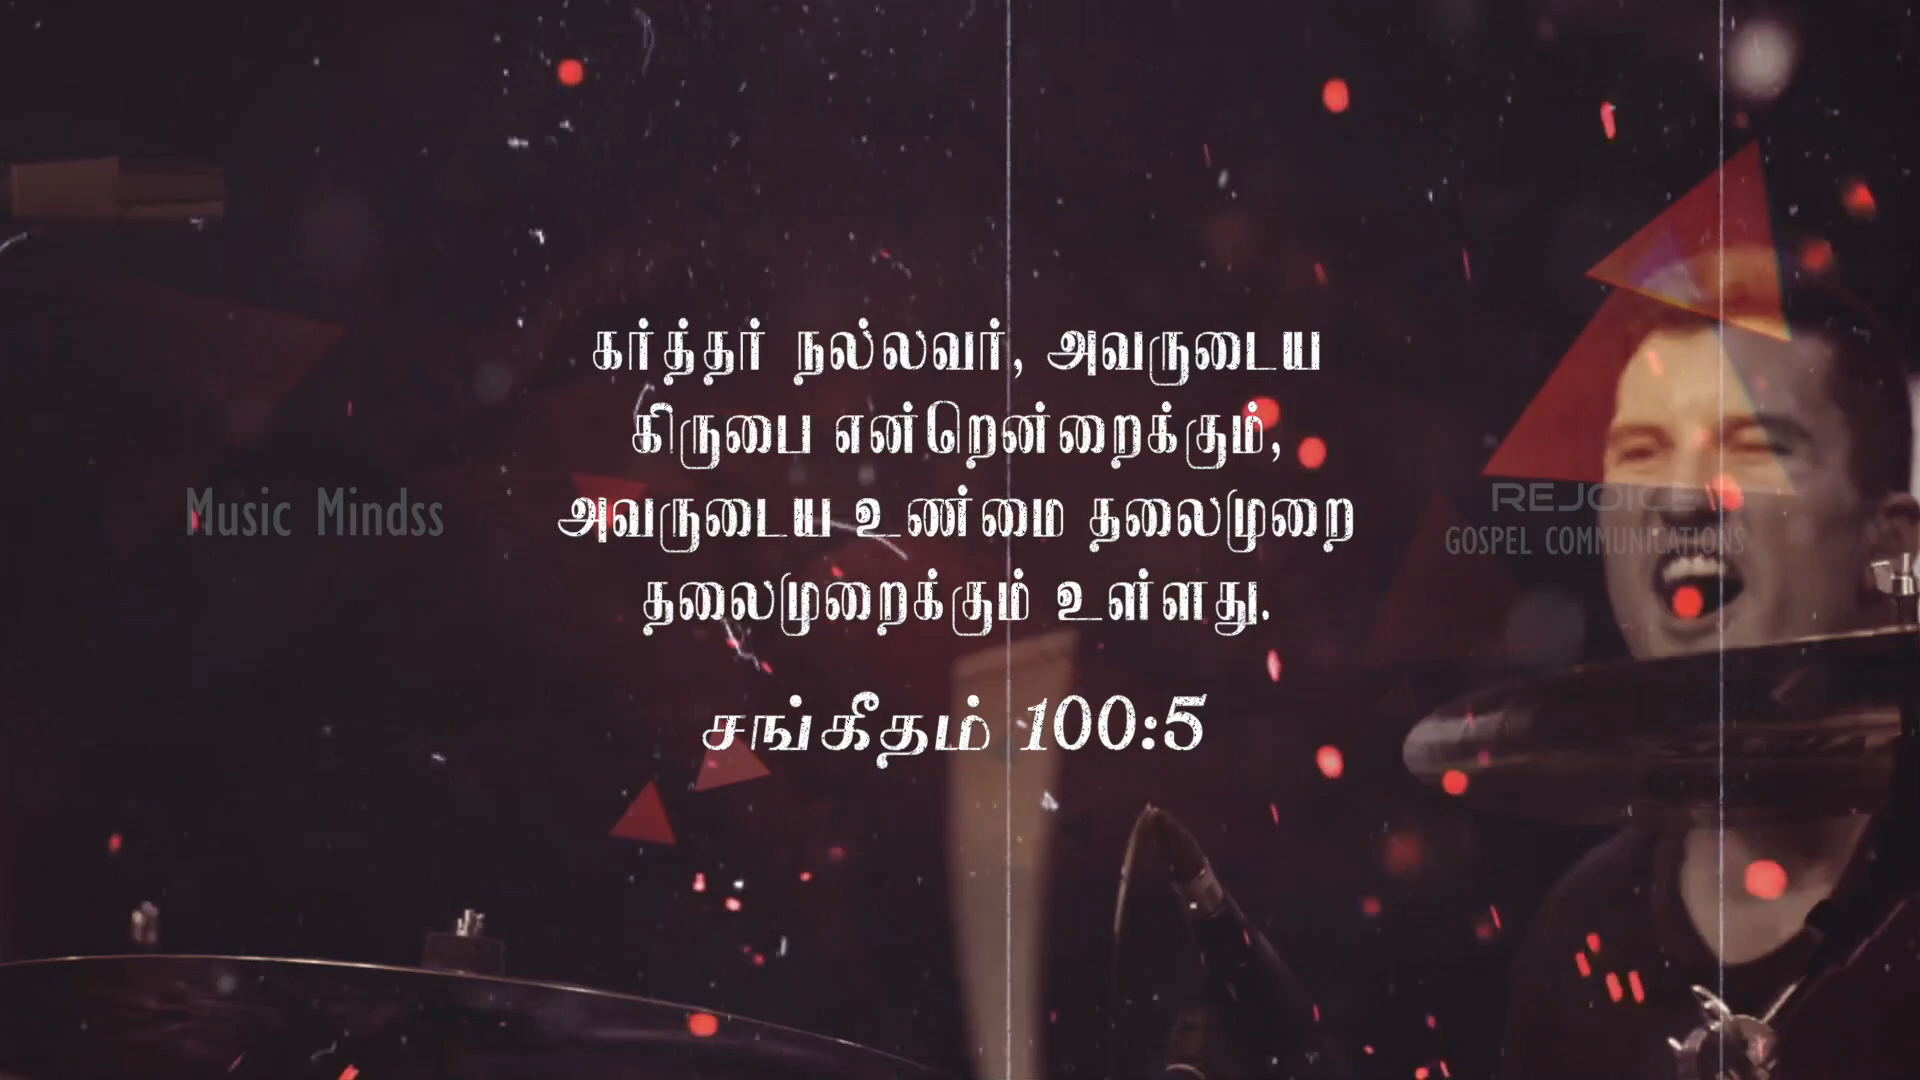 கர்த்தர் நல்லவர், அவருடைய
கிருபை என்றென்றைக்கும்,
அவருடைய உண்மை தலைமுறை
தலைமுறைக்கும் உள்ளது.
சங்கீதம் 100:5
Music Mindss
REJOICE
GOSPEL COMMUNICATIONS